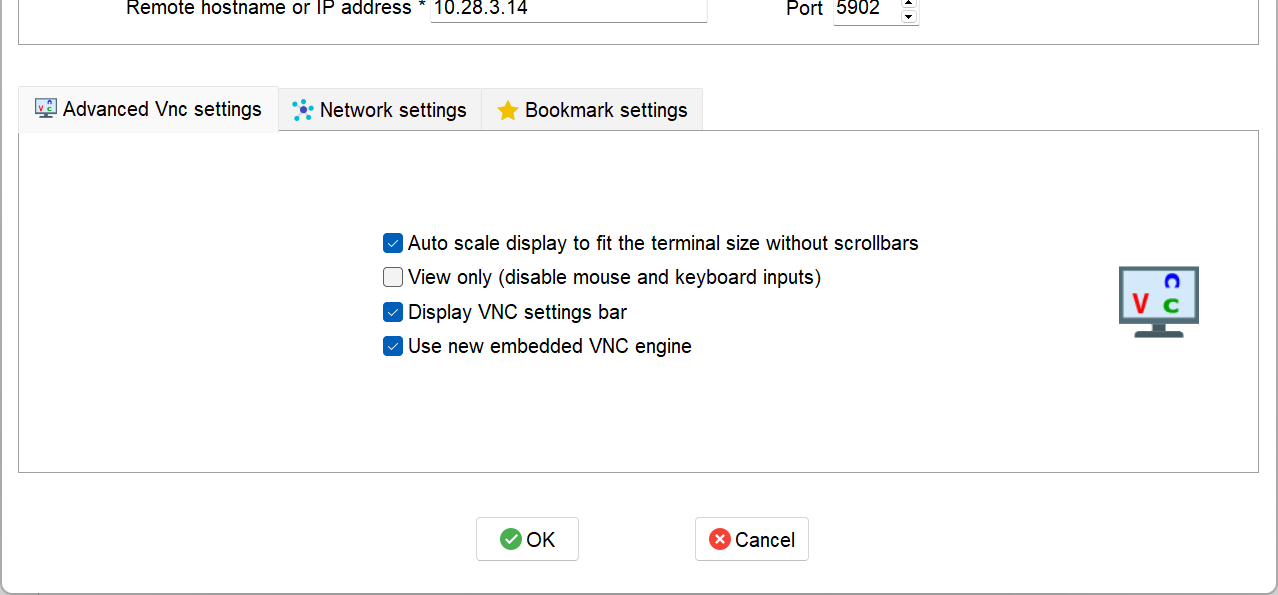 Remote hostname or IP address * 10.28.3.14 Port 5902
Advanced Vnc settings Network settings Bookmark settings
Auto scale display to fit the terminal size without scrollbars
View only (disable mouse and keyboard inputs)
Display VNC settings bar
Use new embedded VNC engine
V n c
OK Cancel